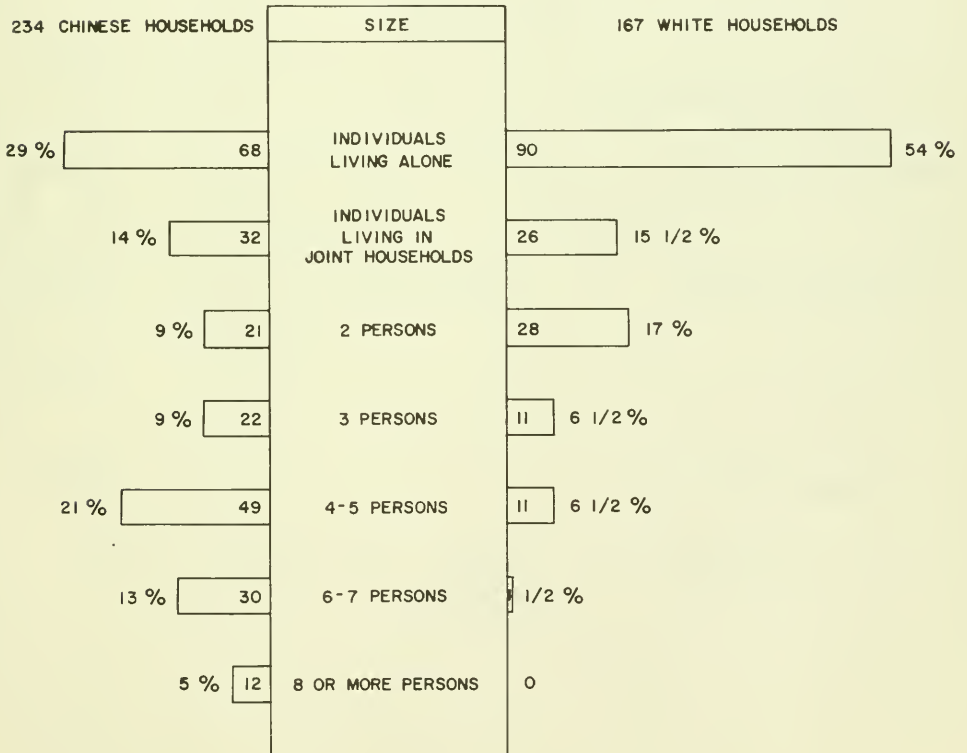 234 CHINESE HOUSEHOLDS SIZE 167 WHITE HOUSEHOLDS
INDIVIDUALS
29 % 68 LIVING ALONE 90 54 %
INDIVIDUALS
14 % 32 LIVING IN 26 15 1/2 %
JOINT HOUSEHOLDS
9 % 21 2 PERSONS 28 17 %
9 % 22 3 PERSONS 11 6 1/2 %
21 % 49 4-5 PERSONS 11 6 1/2 %
13 % 30 6-7 PERSONS 1/2 %
5 % 12 8 OR MORE PERSONS 0